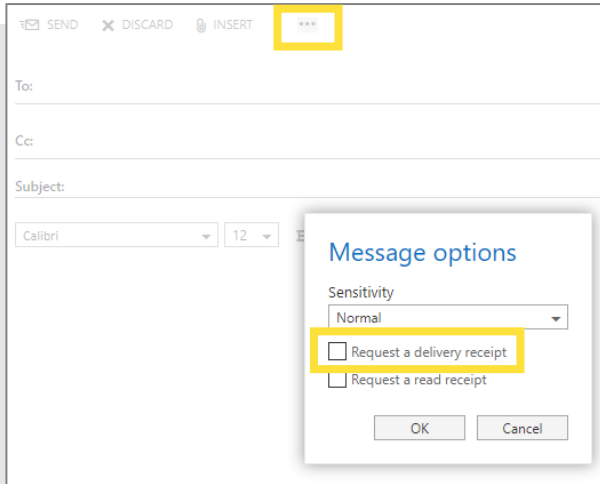 SEND DISCARD INSERT •••
To:
Cc:
Subject:
Calibri 12
Message options
Sensitivity
Normal
Request a delivery receipt
Request a read receipt
OK Cancel